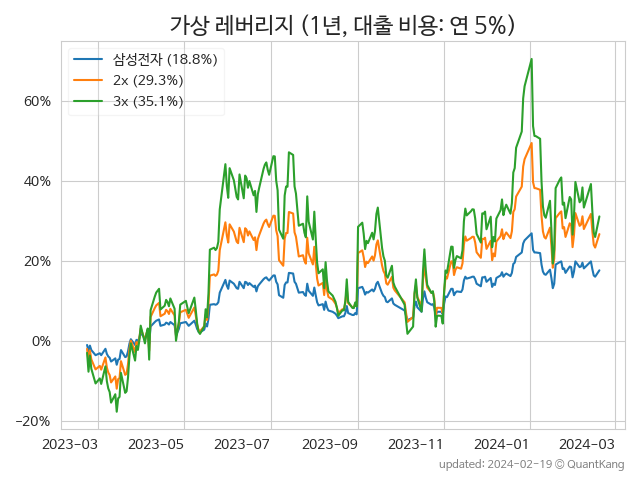 가상 레버리지 (1년, 대출 비용: 연 5%)
삼성전자 (18.8%)
2x (29.3%)
3x (35.1%)
60%
40%
20%
0%
−20%
2023−03 2023−05 2023−07 2023−09 2023−11 2024−01 2024−03
updated: 2024-02-19 © QuantKang